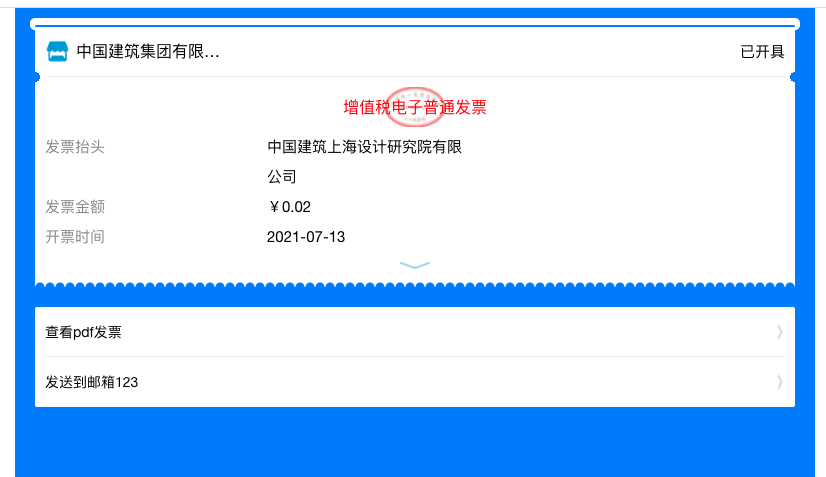 中国建筑集团有限…
已开具
增值税电子普通发票
发票抬头
中国建筑上海设计研究院有限
公司
发票金额
￥0.02
开票时间
2021-07-13
查看pdf发票
发送到邮箱123